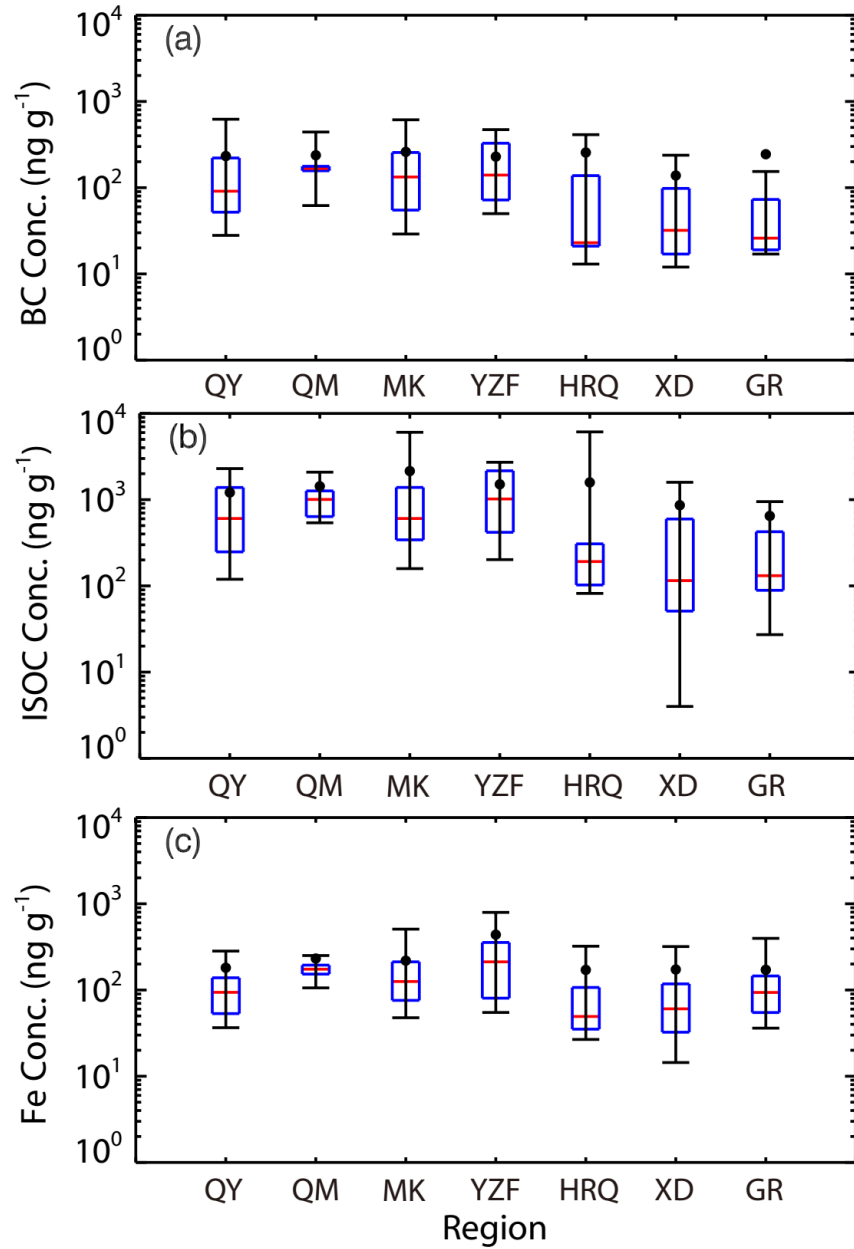 (a)
BC Conc. (ng g⁻¹)
10⁴
10³
10²
10¹
10⁰
QY QM MK YZF HRQ XD GR
(b)
ISOC Conc. (ng g⁻¹)
10⁴
10³
10²
10¹
10⁰
QY QM MK YZF HRQ XD GR
(c)
Fe Conc. (ng g⁻¹)
10⁴
10³
10²
10¹
10⁰
QY QM MK YZF HRQ XD GR
Region